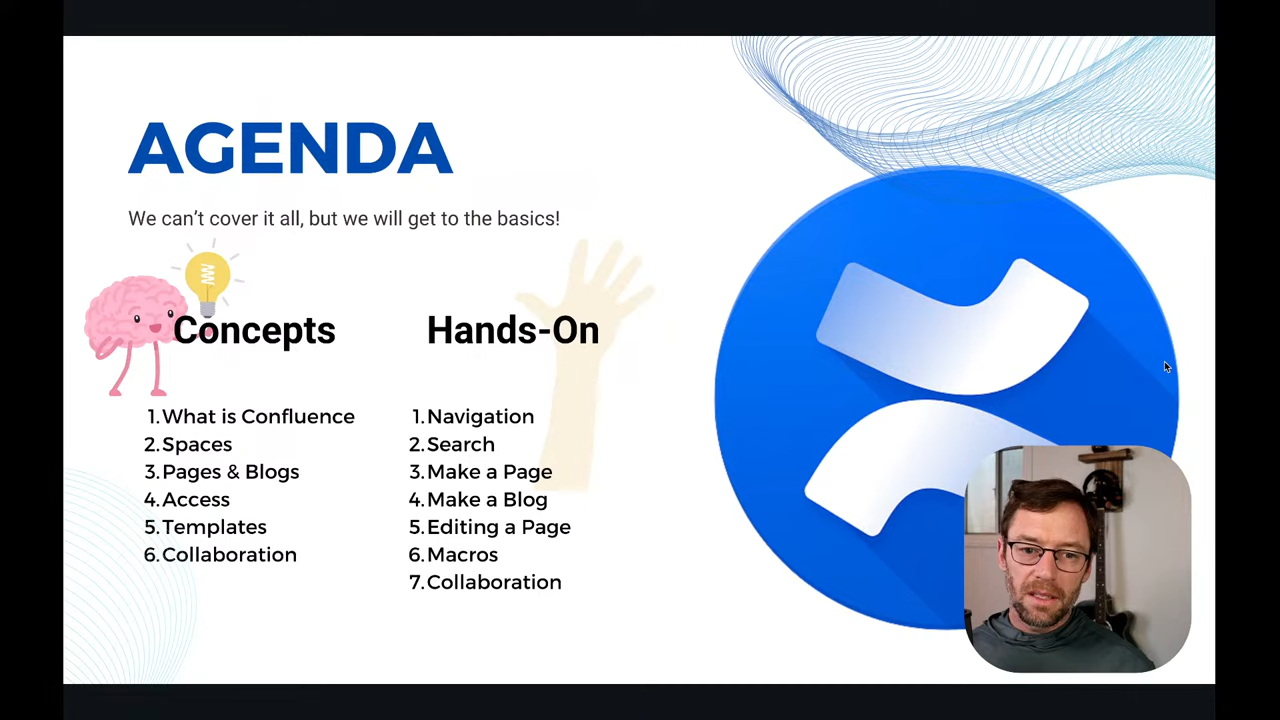 AGENDA
We can't cover it all, but we will get to the basics!
Concepts
1. What is Confluence
2. Spaces
3. Pages & Blogs
4. Access
5. Templates
6. Collaboration
Hands-On
1. Navigation
2. Search
3. Make a Page
4. Make a Blog
5. Editing a Page
6. Macros
7. Collaboration